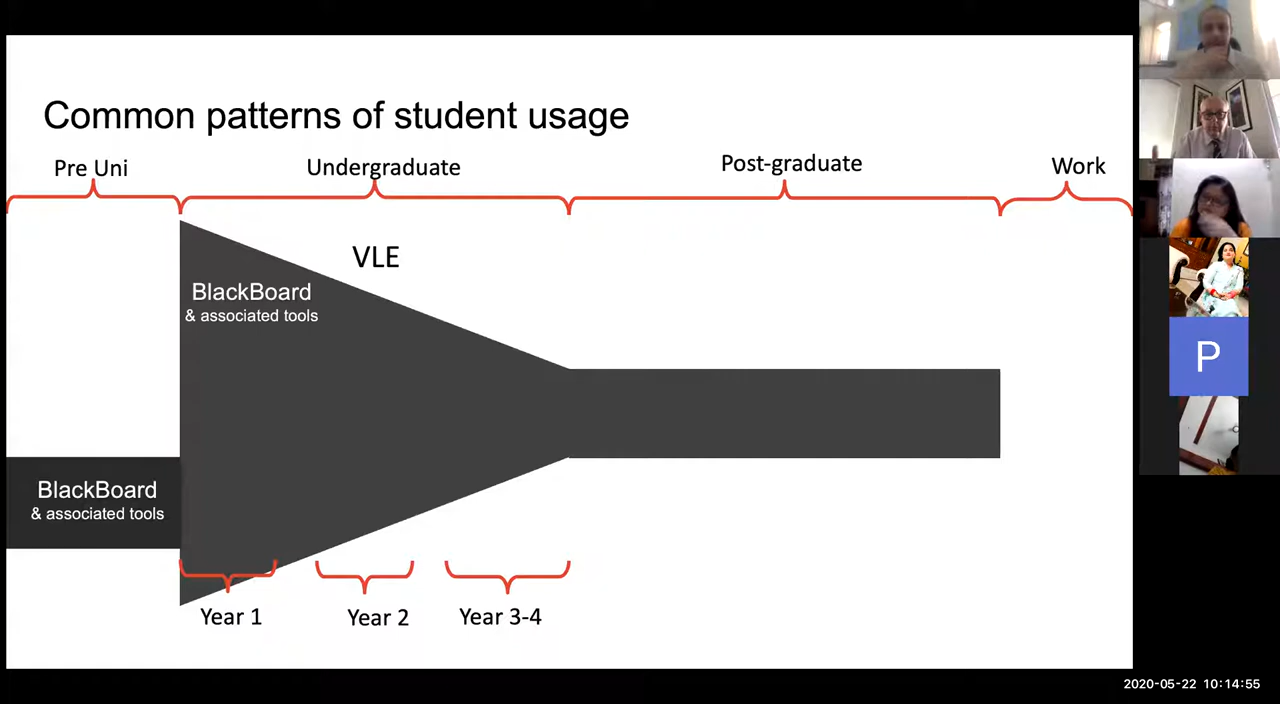 Common patterns of student usage
Pre Uni
Undergraduate
Post-graduate
Work
VLE
BlackBoard
& associated tools
BlackBoard
& associated tools
Year 1
Year 2
Year 3-4
P
2020-05-22 10:14:55